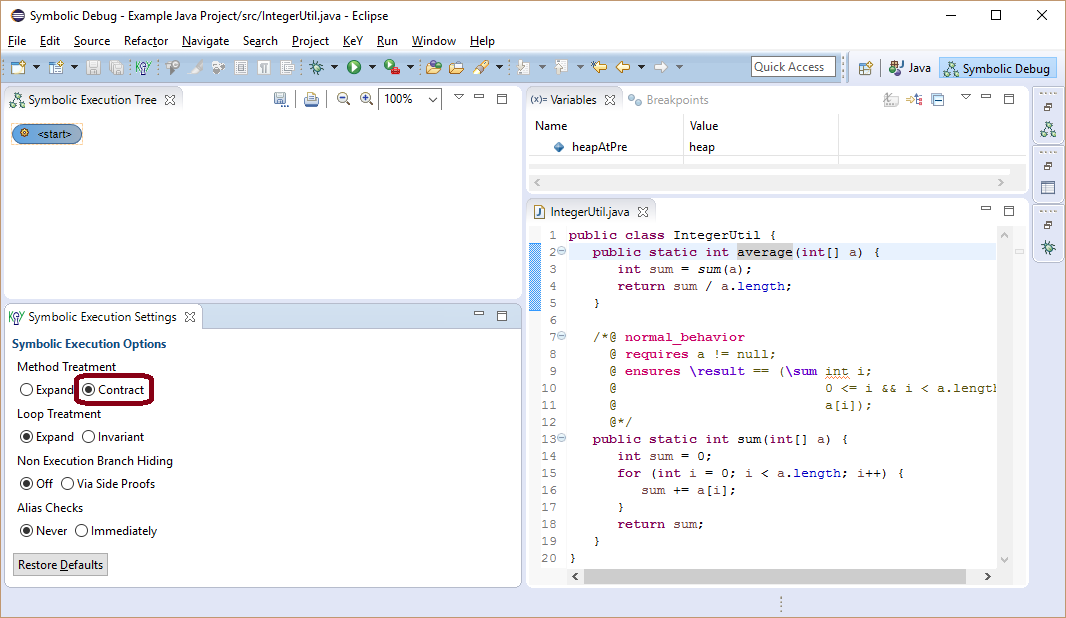 Symbolic Debug - Example Java Project/src/IntegerUtil.java - Eclipse
File Edit Source Refactor Navigate Search Project KeY Run Window Help
Quick Access Java Symbolic Debug
Symbolic Execution Tree 100%
<start>
(x)= Variables Breakpoints
Name Value
heapAtPre heap
IntegerUtil.java
1 public class IntegerUtil {
2 public static int average(int[] a) {
3 int sum = sum(a);
4 return sum / a.length;
5 }
6
7 /*@ normal_behavior
8 @ requires a != null;
9 @ ensures \result == (\sum int i;
10 @ 0 <= i && i < a.length
11 @ a[i]);
12 @*/
13 public static int sum(int[] a) {
14 int sum = 0;
15 for (int i = 0; i < a.length; i++) {
16 sum += a[i];
17 }
18 return sum;
19 }
20 }
Symbolic Execution Settings
Symbolic Execution Options
Method Treatment
Expand Contract
Loop Treatment
Expand Invariant
Non Execution Branch Hiding
Off Via Side Proofs
Alias Checks
Never Immediately
Restore Defaults